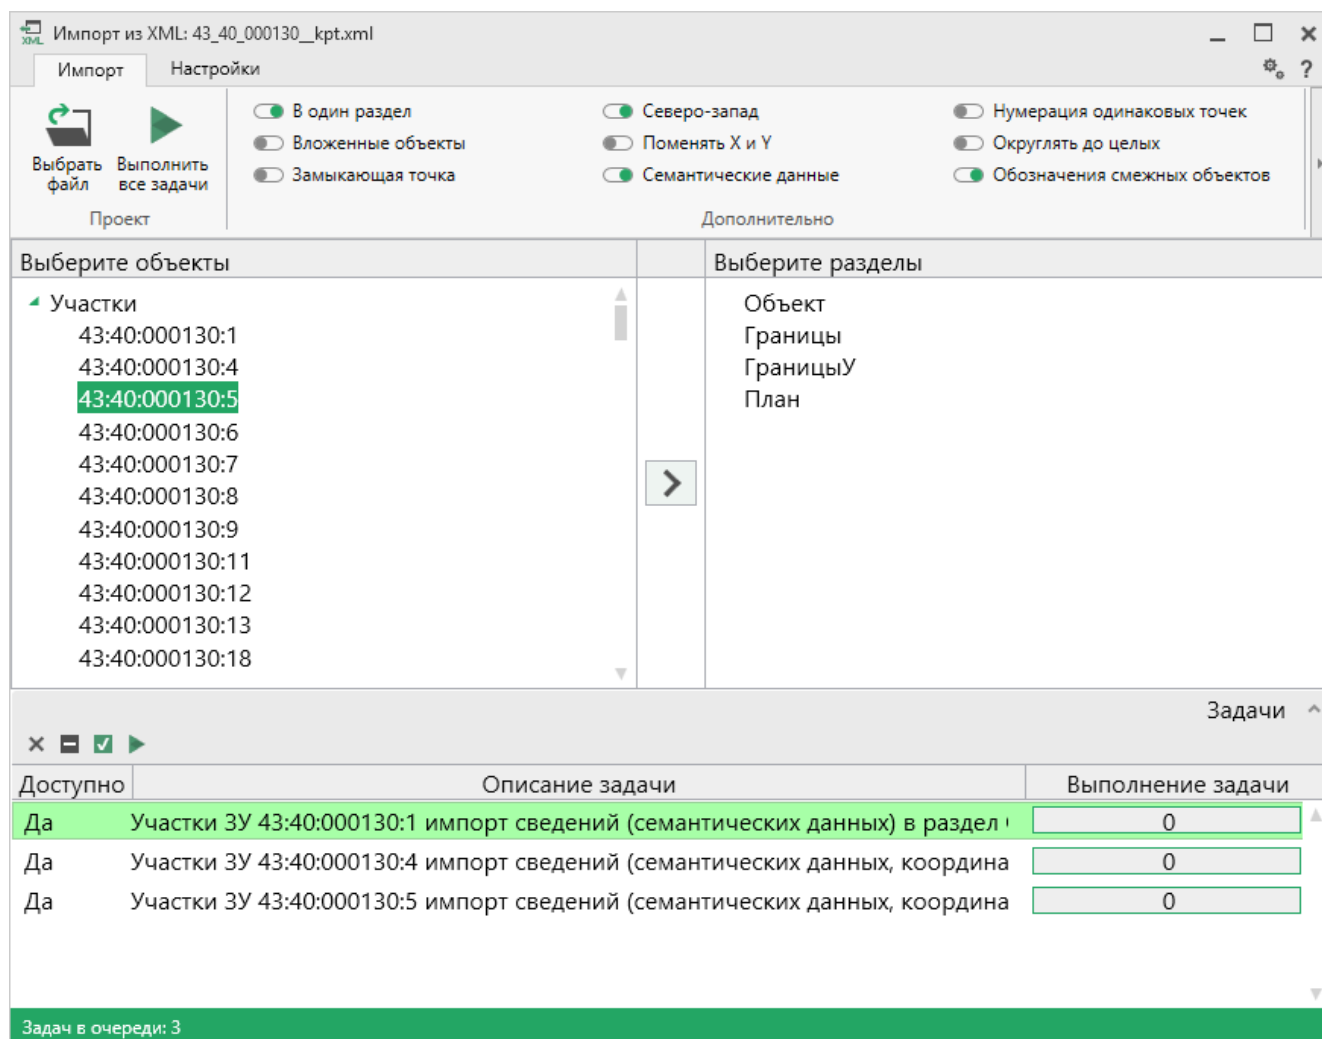 XML Импорт из XML: 43_40_000130__kpt.xml
Импорт Настройки ?
Выбрать файл
Выполнить все задачи
Проект
В один раздел
Вложенные объекты
Замыкающая точка
Северо-запад
Поменять X и Y
Семантические данные
Нумерация одинаковых точек
Округлять до целых
Обозначения смежных объектов
Дополнительно
Выберите объекты
Участки
43:40:000130:1
43:40:000130:4
43:40:000130:5
43:40:000130:6
43:40:000130:7
43:40:000130:8
43:40:000130:9
43:40:000130:11
43:40:000130:12
43:40:000130:13
43:40:000130:18
Выберите разделы
Объект
Границы
ГраницыУ
План
Задачи
Доступно Описание задачи Выполнение задачи
Да Участки ЗУ 43:40:000130:1 импорт сведений (семантических данных) в раздел 0
Да Участки ЗУ 43:40:000130:4 импорт сведений (семантических данных, координа 0
Да Участки ЗУ 43:40:000130:5 импорт сведений (семантических данных, координа 0
Задач в очереди: 3